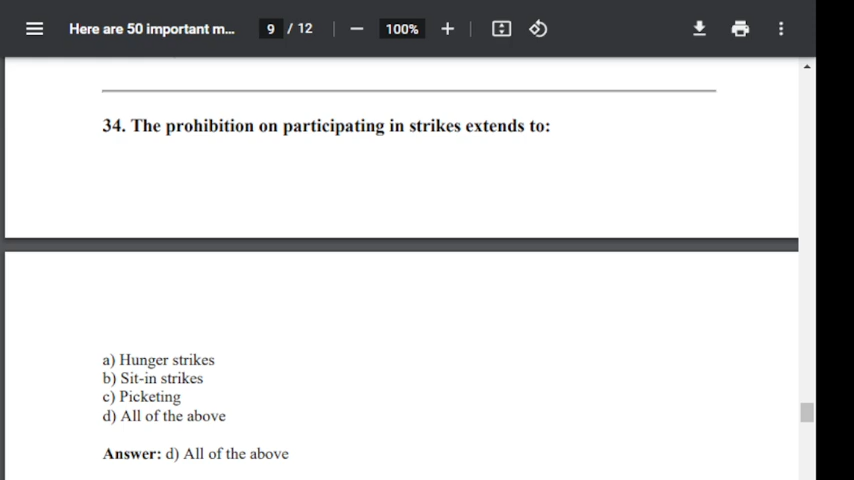 Here are 50 important m... 9 / 12 100%
34. The prohibition on participating in strikes extends to:
a) Hunger strikes
b) Sit-in strikes
c) Picketing
d) All of the above
Answer: d) All of the above